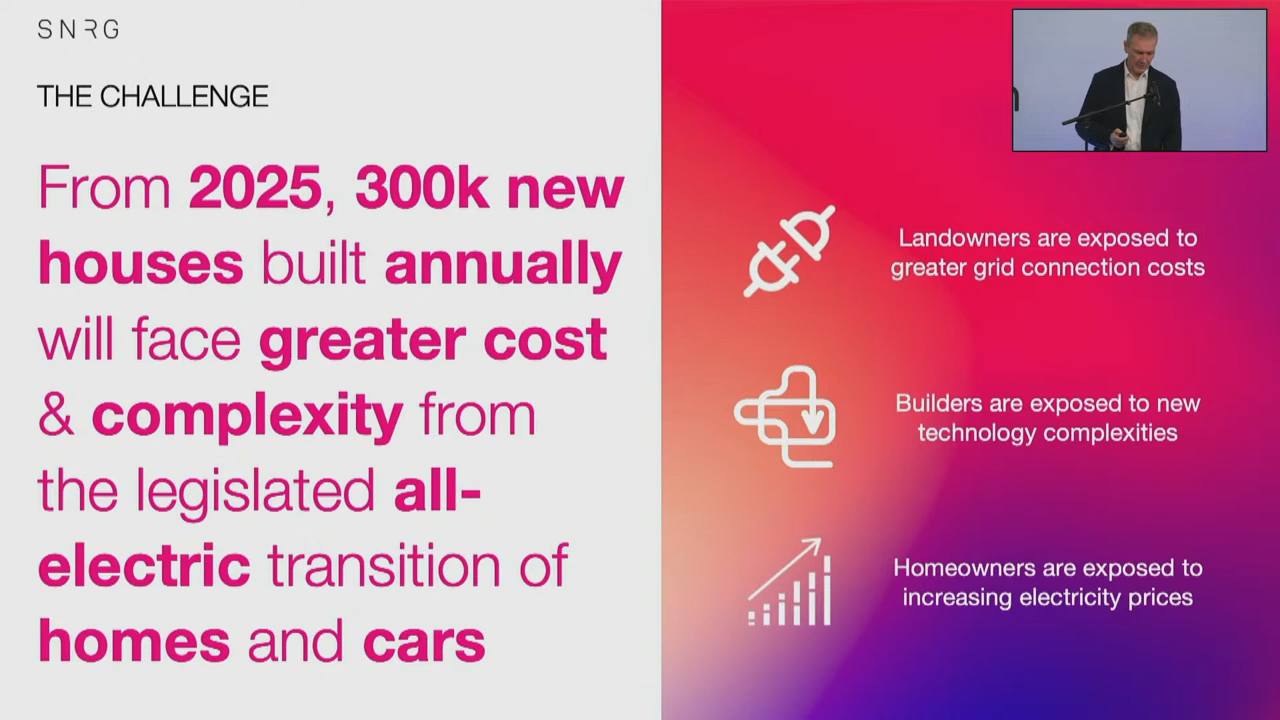 SNRG
THE CHALLENGE
From 2025, 300k new
houses built annually
will face greater cost
& complexity from
the legislated all-
electric transition of
homes and cars
Landowners are exposed to
greater grid connection costs
Builders are exposed to new
technology complexities
Homeowners are exposed to
increasing electricity prices